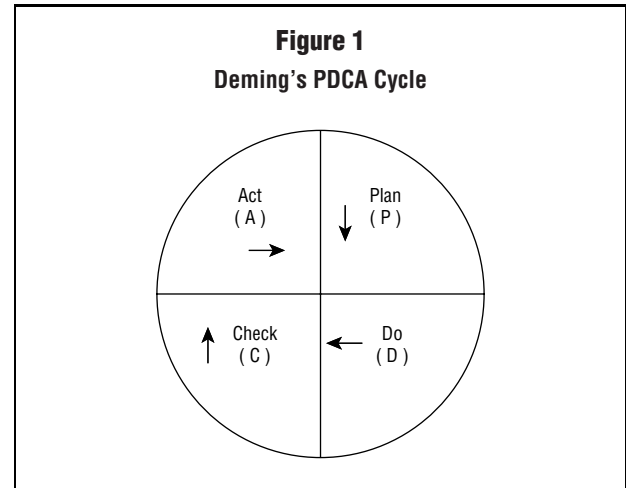 Figure 1
Deming's PDCA Cycle
Act
( A )
Plan
( P )
Check
( C )
Do
( D )